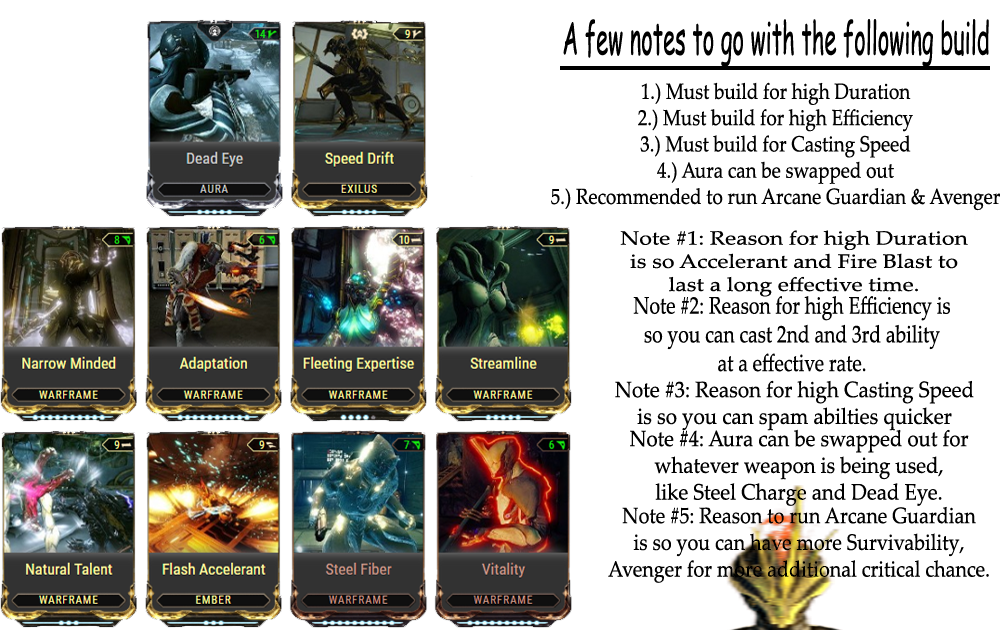 14
Dead Eye
AURA
9
Speed Drift
EXILUS
8
Narrow Minded
WARFRAME
6
Adaptation
WARFRAME
10
Fleeting Expertise
WARFRAME
9
Streamline
WARFRAME
9
Natural Talent
WARFRAME
9
Flash Accelerant
EMBER
7
Steel Fiber
WARFRAME
6
Vitality
WARFRAME
A few notes to go with the following build
1.) Must build for high Duration
2.) Must build for high Efficiency
3.) Must build for Casting Speed
4.) Aura can be swapped out
5.) Recommended to run Arcane Guardian & Avenger
Note #1: Reason for high Duration
is so Accelerant and Fire Blast to
last a long effective time.
Note #2: Reason for high Efficiency is
so you can cast 2nd and 3rd ability
at a effective rate.
Note #3: Reason for high Casting Speed
is so you can spam abilties quicker
Note #4: Aura can be swapped out for
whatever weapon is being used,
like Steel Charge and Dead Eye.
Note #5: Reason to run Arcane Guardian
is so you can have more Survivability,
Avenger for more additional critical chance.